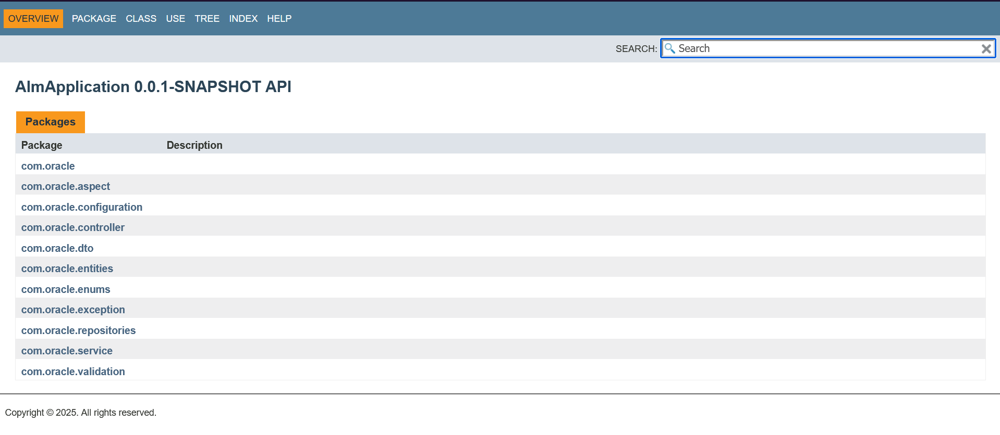 OVERVIEW PACKAGE CLASS USE TREE INDEX HELP
SEARCH: Search
AlmApplication 0.0.1-SNAPSHOT API
Packages
Package Description
com.oracle
com.oracle.aspect
com.oracle.configuration
com.oracle.controller
com.oracle.dto
com.oracle.entities
com.oracle.enums
com.oracle.exception
com.oracle.repositories
com.oracle.service
com.oracle.validation
Copyright © 2025. All rights reserved.